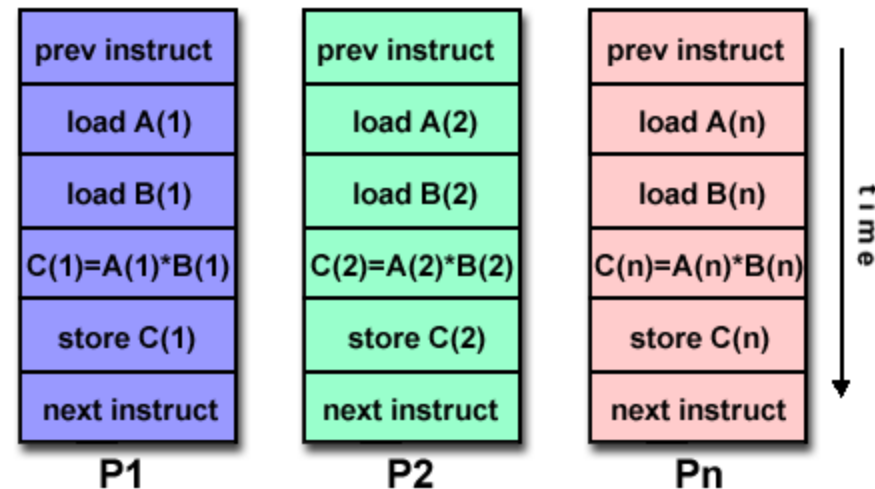 prev instruct
load A(1)
load B(1)
C(1)=A(1)*B(1)
store C(1)
next instruct
P1
prev instruct
load A(2)
load B(2)
C(2)=A(2)*B(2)
store C(2)
next instruct
P2
prev instruct
load A(n)
load B(n)
C(n)=A(n)*B(n)
store C(n)
next instruct
Pn
time